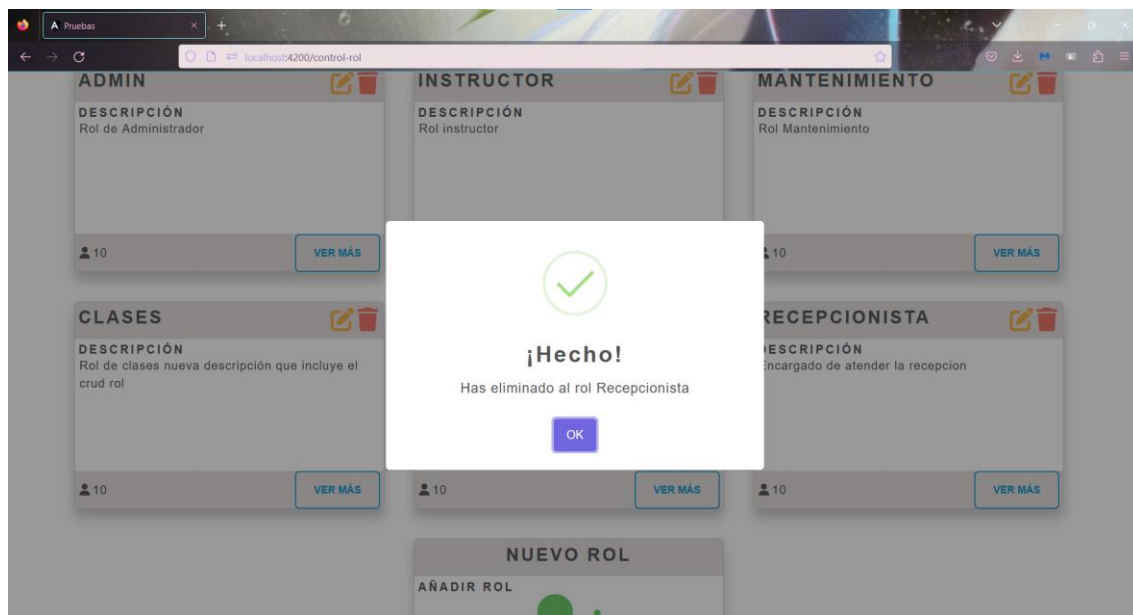 Pruebas
localhost:4200/control-rol
ADMIN
DESCRIPCIÓN
Rol de Administrador
10
VER MÁS
INSTRUCTOR
DESCRIPCIÓN
Rol instructor
MANTENIMIENTO
DESCRIPCIÓN
Rol Mantenimiento
10
VER MÁS
CLASES
DESCRIPCIÓN
Rol de clases nueva descripción que incluye el
crud rol
10
VER MÁS
10
VER MÁS
RECEPCIONISTA
DESCRIPCIÓN
Encargado de atender la recepcion
10
VER MÁS
¡Hecho!
Has eliminado al rol Recepcionista
OK
NUEVO ROL
AÑADIR ROL